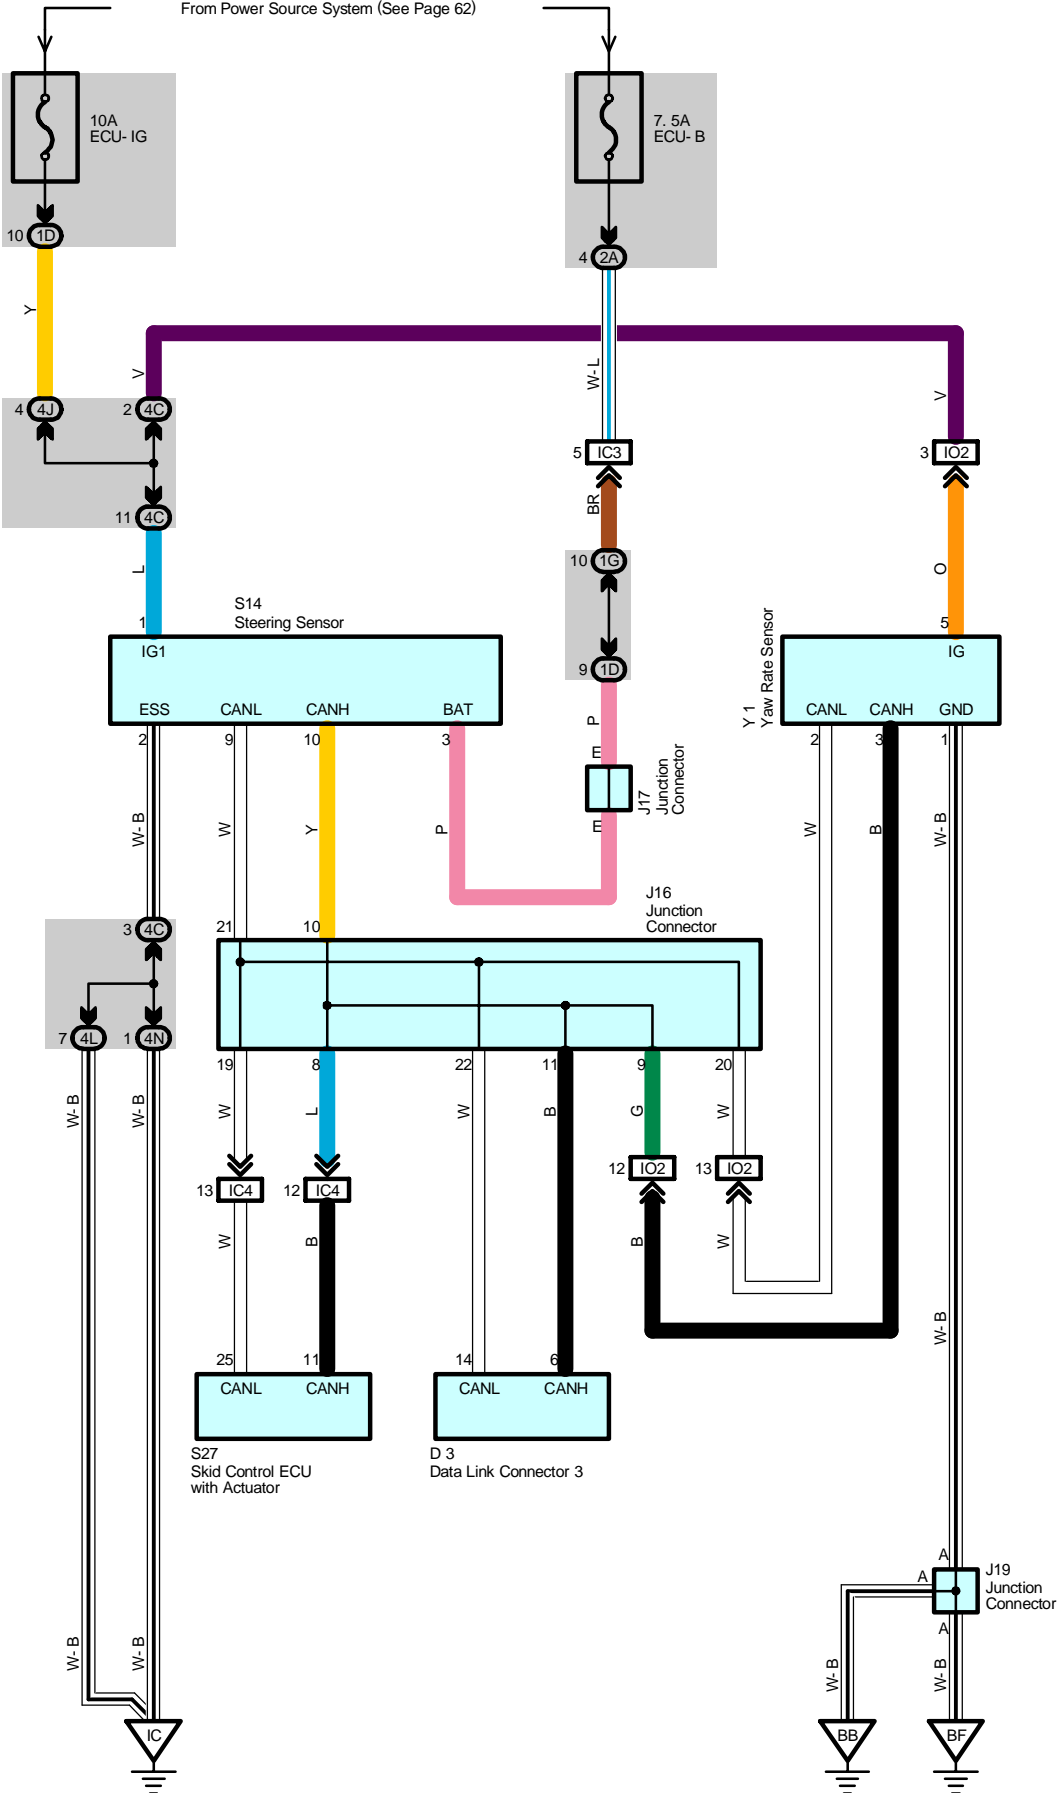 From Power Source System (See Page 62)
10A
ECU- IG
7. 5A
ECU- B
10 1D
4 2A
Y
V
W- L
V
4 4J
2 4C
5 IC3
3 IO2
BR
11 4C
10 1G
L
O
S14
Steering Sensor
1
5
IG1
IG
9 1D
Y 1
Yaw Rate Sensor
ESS CANL CANH BAT
CANL CANH GND
2 9 10 3
2 3 1
P
E
J17
Junction
Connector
E
W- B
W
Y
P
W
B
W- B
J16
Junction
Connector
21 10
3 4C
7 4L
1 4N
19 8 22 11 9 20
W- B
W- B
W
L
W
B
G
W
13 IC4
12 IC4
12 IO2
13 IO2
W
B
B
W
W- B
25 11 14 6
CANL CANH
CANL CANH
S27
Skid Control ECU
with Actuator
D 3
Data Link Connector 3
A
A
J19
Junction
Connector
A
W- B
W- B
W- B
W- B
IC
BB
BF